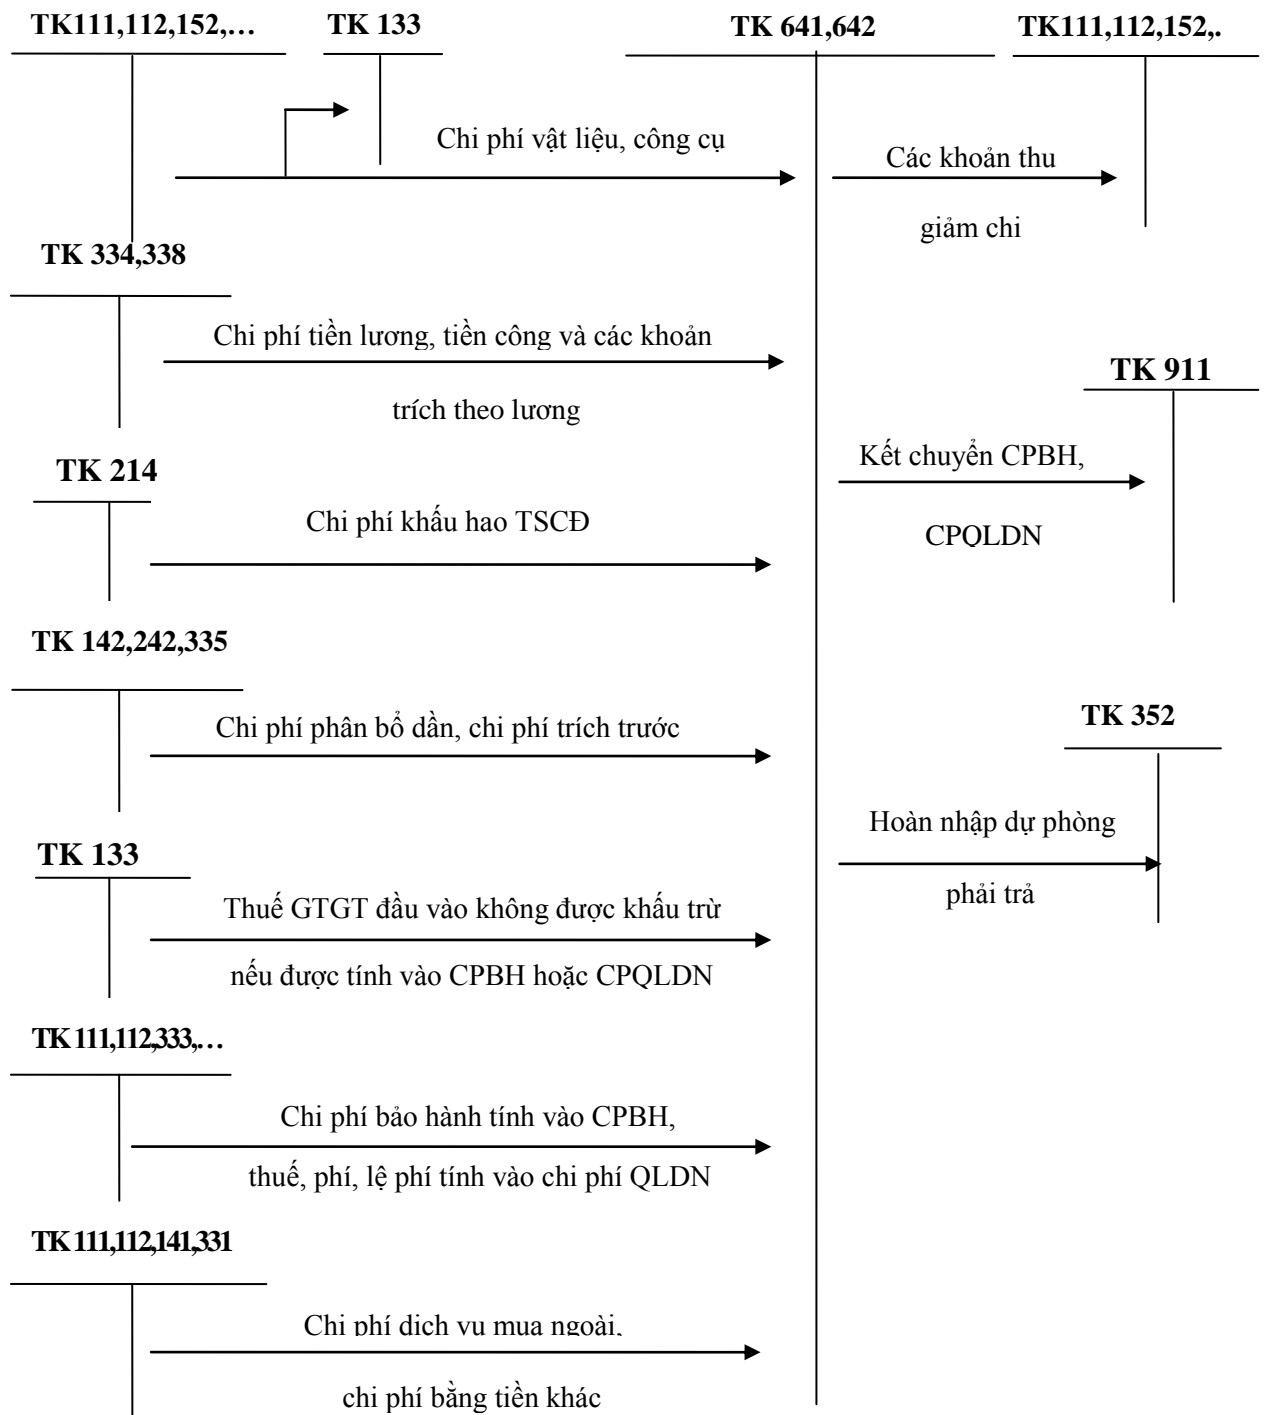 TK111,112,152,… TK 133 TK 641,642 TK111,112,152,.
Chi phí vật liệu, công cụ
Các khoản thu
giảm chi
TK 334,338
Chi phí tiền lương, tiền công và các khoản
trích theo lương
TK 911
Kết chuyển CPBH,
CPQLDN
TK 214
Chi phí khấu hao TSCĐ
TK 142,242,335
Chi phí phân bổ dần, chi phí trích trước
TK 352
Hoàn nhập dự phòng
phải trả
TK 133
Thuế GTGT đầu vào không được khấu trừ
nếu được tính vào CPBH hoặc CPQLDN
TK 111,112,333,…
Chi phí bảo hành tính vào CPBH,
thuế, phí, lệ phí tính vào chi phí QLDN
TK 111,112,141,331
Chi phí dịch vụ mua ngoài,
chi phí bằng tiền khác